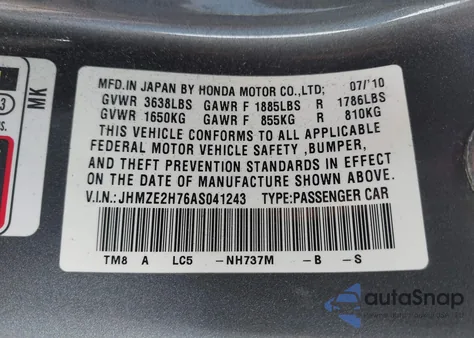 MFD.IN JAPAN BY HONDA MOTOR CO.,LTD; 07/'10
GVWR 3638LBS GAWR F 1885LBS R 1786LBS
GVWR 1650KG GAWR F 855KG R 810KG
THIS VEHICLE CONFORMS TO ALL APPLICABLE
FEDERAL MOTOR VEHICLE SAFETY ,BUMPER,
AND THEFT PREVENTION STANDARDS IN EFFECT
ON THE DATE OF MANUFACTURE SHOWN ABOVE.
V.I.N.: JHMZE2H76AS041243 TYPE:PASSENGER CAR
TM8 A LC5 -NH737M -B -S
MK
3
autoSnap